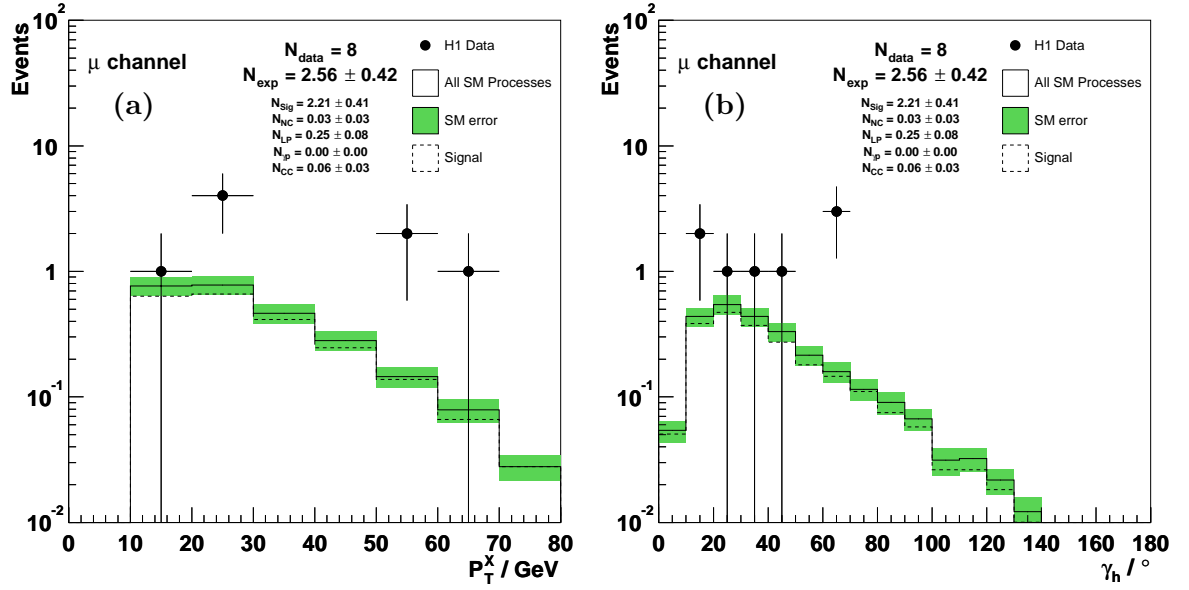 Events
10²
10
1
10⁻¹
10⁻²
μ channel
(a)
N_data = 8
N_exp = 2.56 ± 0.42
N_Sig = 2.21 ± 0.41
N_NC = 0.03 ± 0.03
N_LP = 0.25 ± 0.08
N_γp = 0.00 ± 0.00
N_CC = 0.06 ± 0.03
H1 Data
All SM Processes
SM error
Signal
0 10 20 30 40 50 60 70 80
P_T^X / GeV
Events
10²
10
1
10⁻¹
10⁻²
μ channel
(b)
N_data = 8
N_exp = 2.56 ± 0.42
N_Sig = 2.21 ± 0.41
N_NC = 0.03 ± 0.03
N_LP = 0.25 ± 0.08
N_γp = 0.00 ± 0.00
N_CC = 0.06 ± 0.03
H1 Data
All SM Processes
SM error
Signal
0 20 40 60 80 100 120 140 160 180
γ_h / °